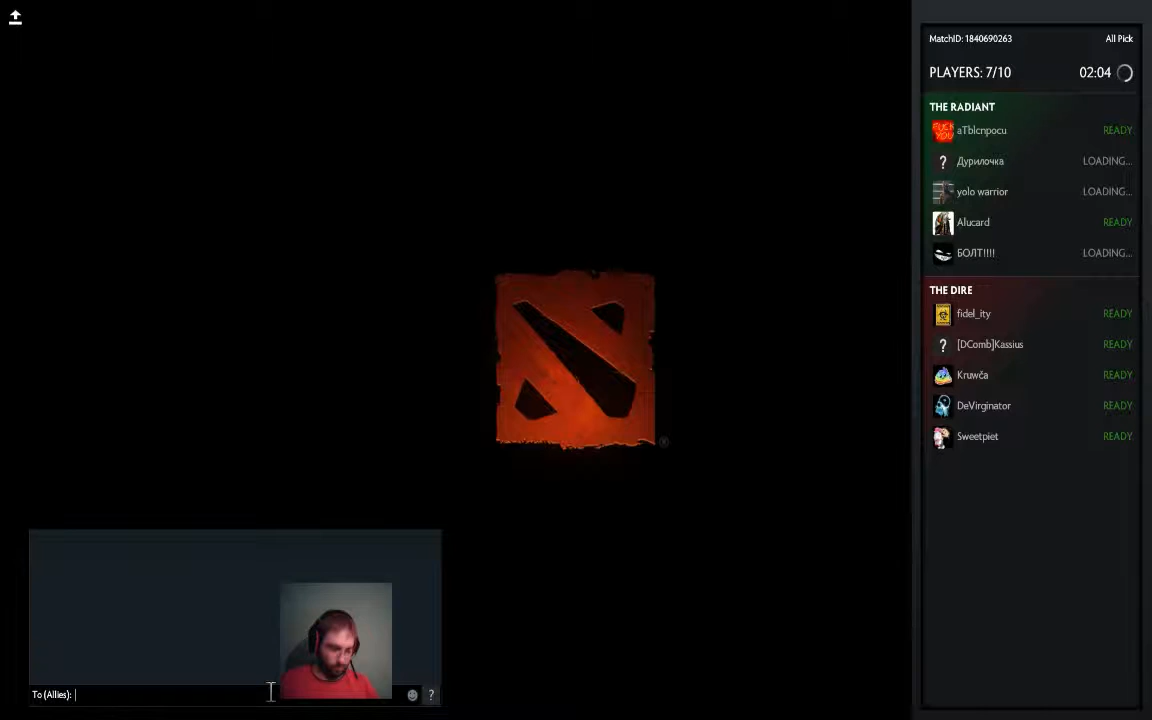 MatchID: 1840690263 All Pick
PLAYERS: 7/10 02:04
THE RADIANT
aTblcnpocu READY
? Дурилочка LOADING...
yolo warrior LOADING...
Alucard READY
БОЛТ!!!! LOADING...
THE DIRE
fidel_ity READY
? [DComb]Kassius READY
Kruwča READY
DeVirginator READY
Sweetpiet READY
To (Allies): ?